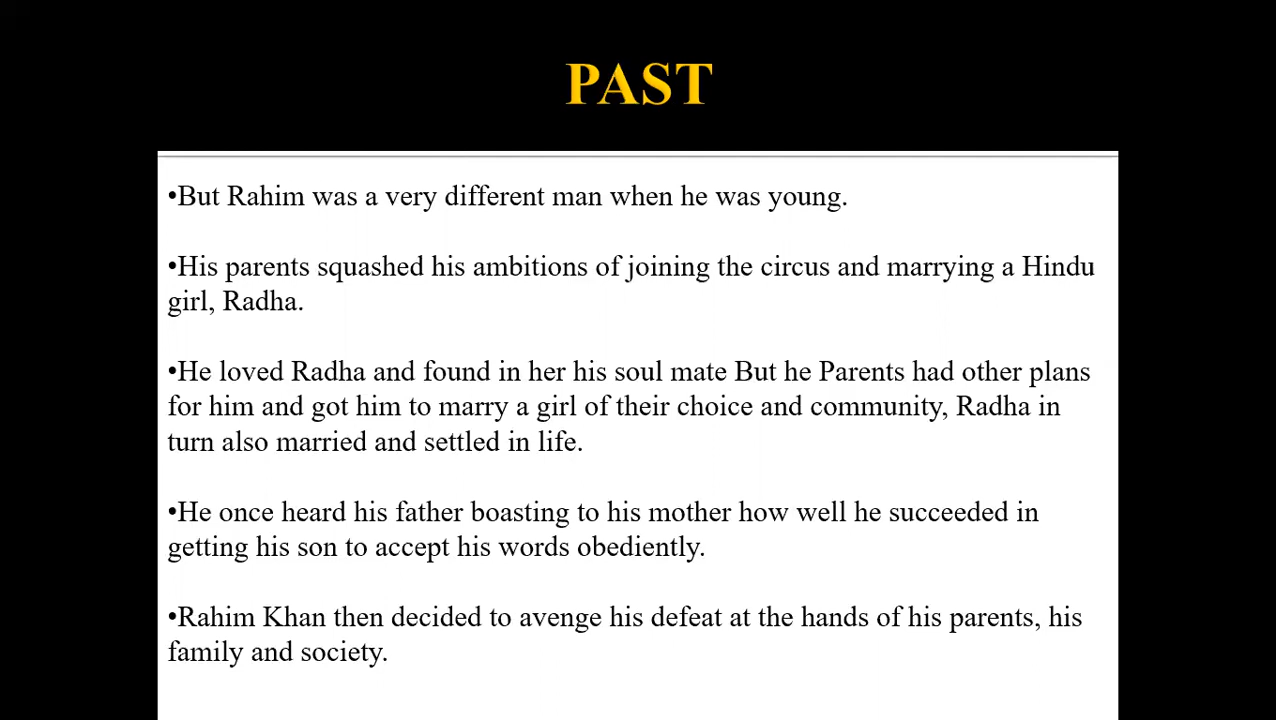 PAST
•But Rahim was a very different man when he was young.
•His parents squashed his ambitions of joining the circus and marrying a Hindu
girl, Radha.
•He loved Radha and found in her his soul mate But he Parents had other plans
for him and got him to marry a girl of their choice and community, Radha in
turn also married and settled in life.
•He once heard his father boasting to his mother how well he succeeded in
getting his son to accept his words obediently.
•Rahim Khan then decided to avenge his defeat at the hands of his parents, his
family and society.